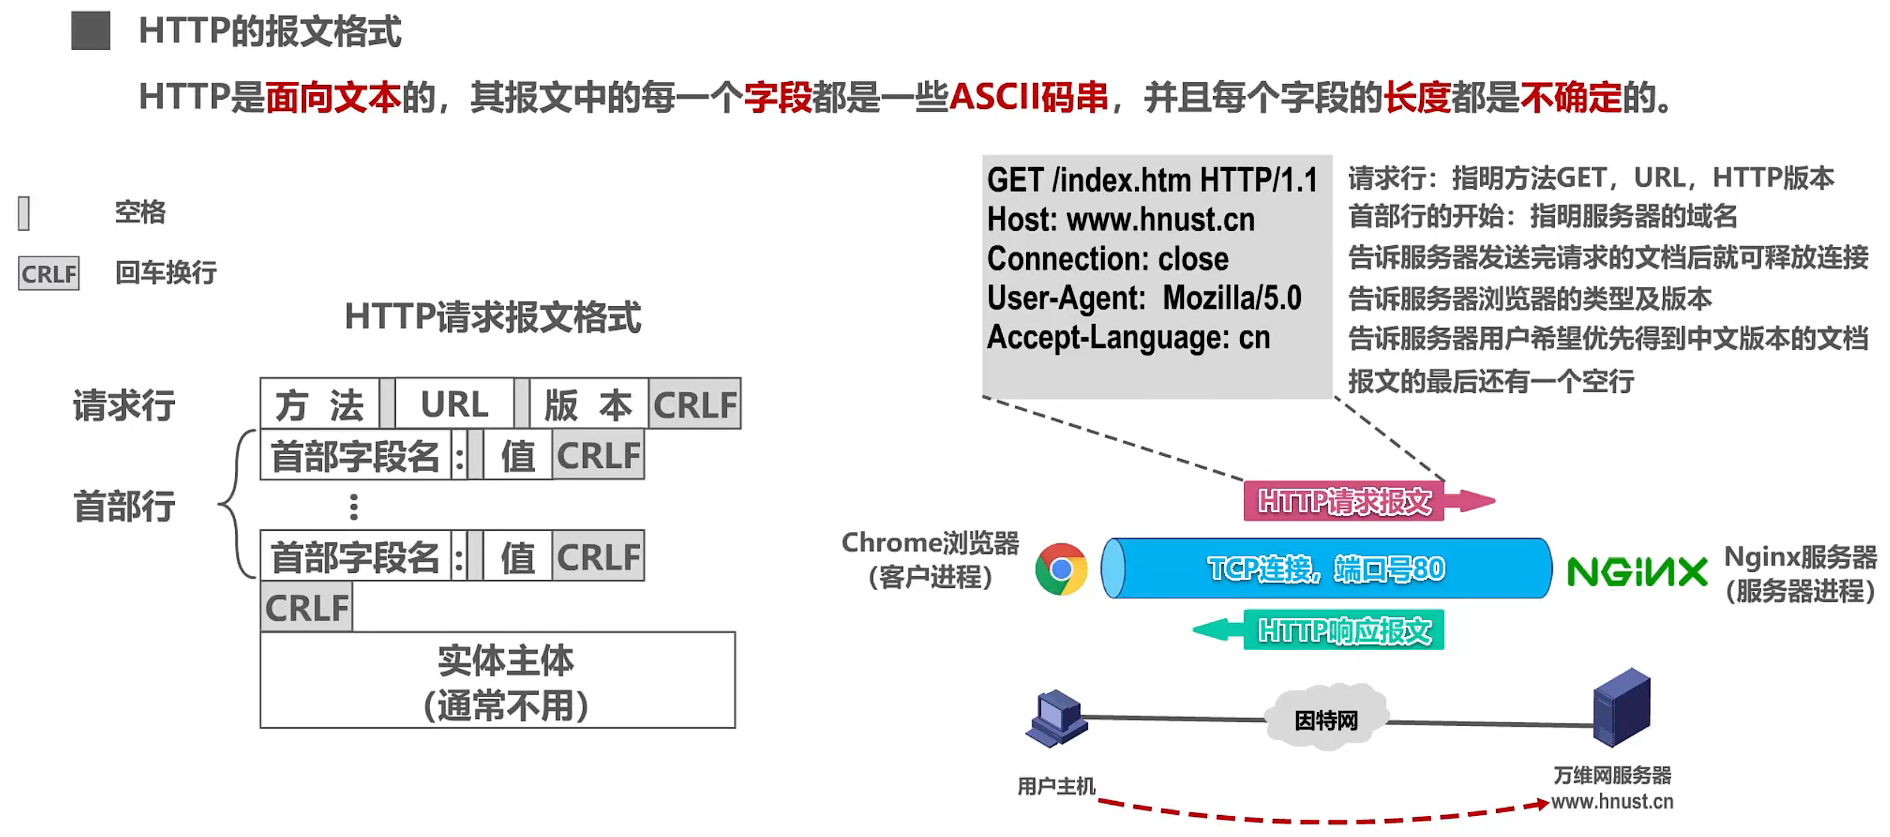 HTTP的报文格式
HTTP是面向文本的，其报文中的每一个字段都是一些ASCII码串，并且每个字段的长度都是不确定的。
空格
CRLF 回车换行
HTTP请求报文格式
请求行 方 法 URL 版 本 CRLF
首部行
首部字段名 : 值 CRLF
⋮
首部字段名 : 值 CRLF
CRLF
实体主体
（通常不用）
GET /index.htm HTTP/1.1 请求行：指明方法GET，URL，HTTP版本
Host: www.hnust.cn 首部行的开始：指明服务器的域名
Connection: close 告诉服务器发送完请求的文档后就可释放连接
User-Agent: Mozilla/5.0 告诉服务器浏览器的类型及版本
Accept-Language: cn 告诉服务器用户希望优先得到中文版本的文档
报文的最后还有一个空行
HTTP请求报文
Chrome浏览器
（客户进程）
TCP连接，端口号80
NGINX
Nginx服务器
（服务器进程）
HTTP响应报文
因特网
用户主机
万维网服务器
www.hnust.cn